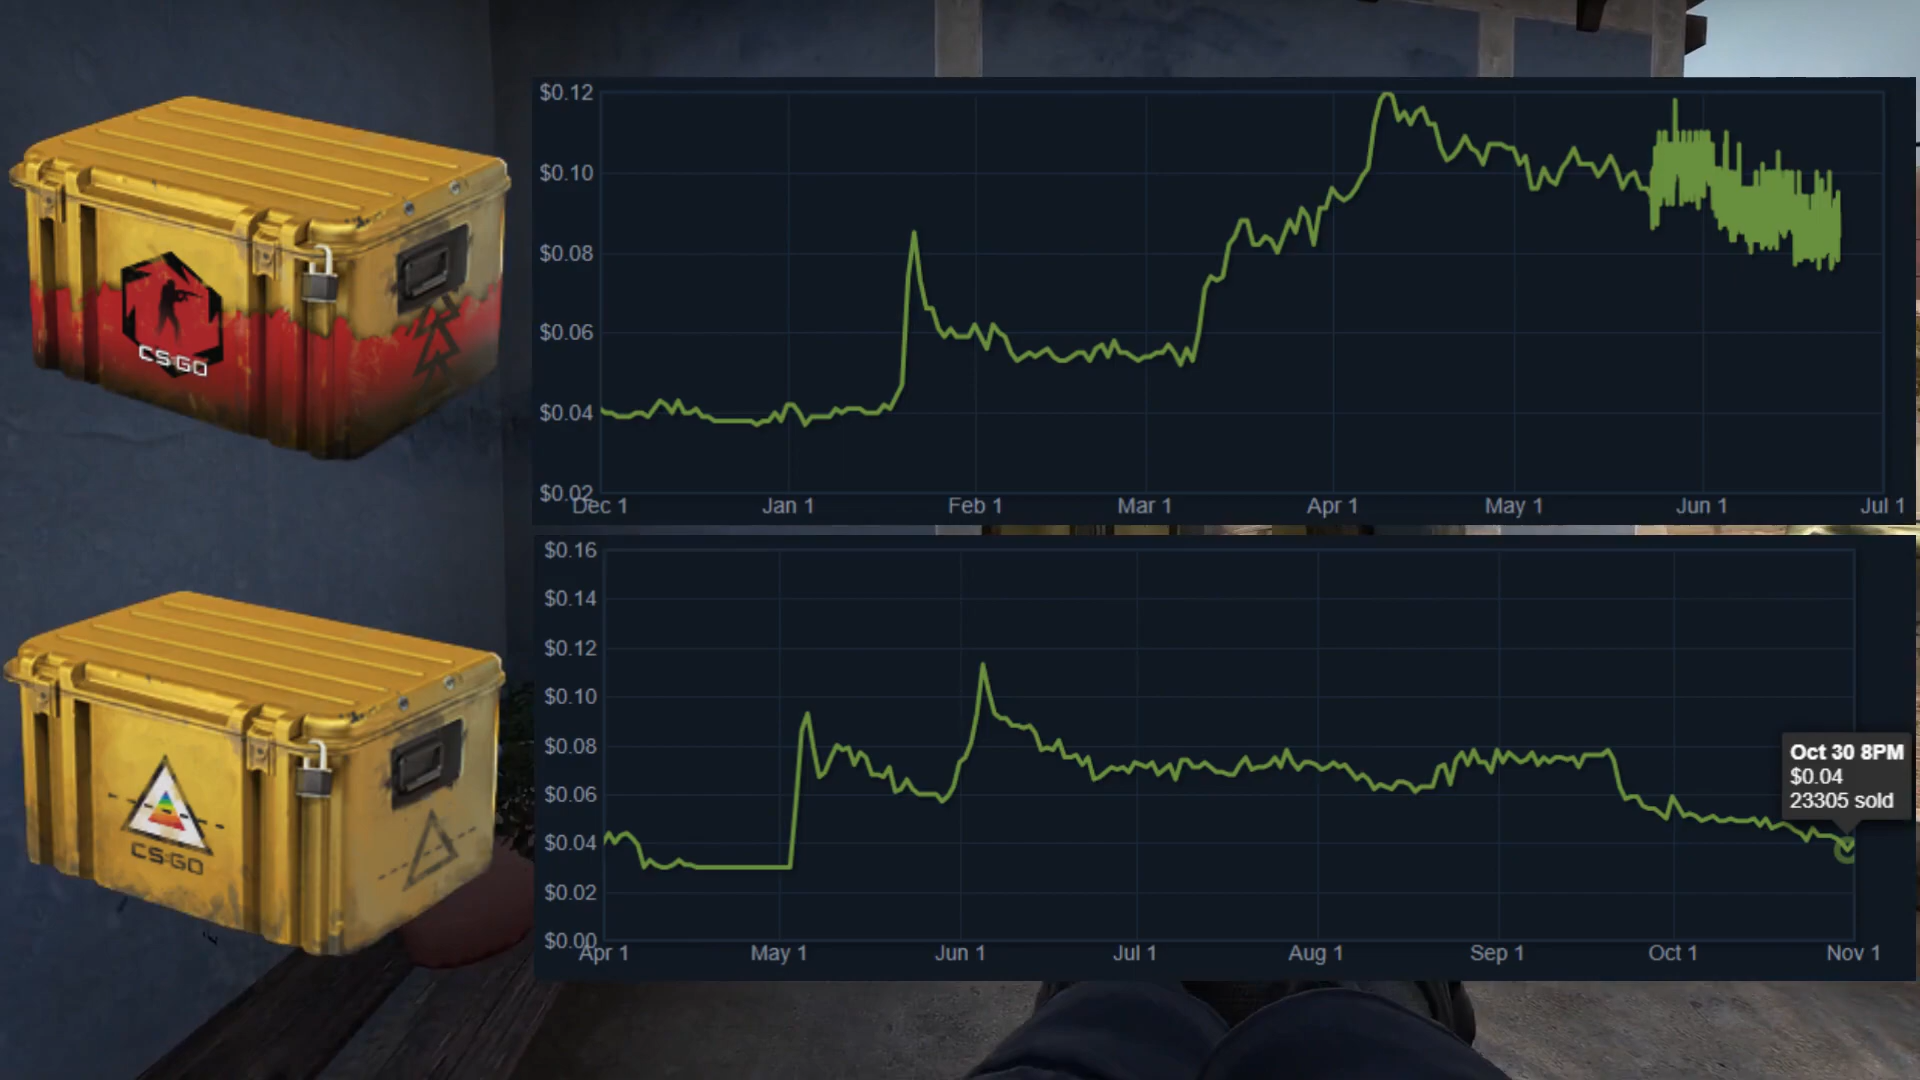 $0.12
$0.10
$0.08
$0.06
$0.04
$0.02
Dec 1 Jan 1 Feb 1 Mar 1 Apr 1 May 1 Jun 1 Jul 1
CS:GO
$0.16
$0.14
$0.12
$0.10
$0.08
$0.06
$0.04
$0.02
$0.00
Apr 1 May 1 Jun 1 Jul 1 Aug 1 Sep 1 Oct 1 Nov 1
Oct 30 8PM
$0.04
23305 sold
CS:GO